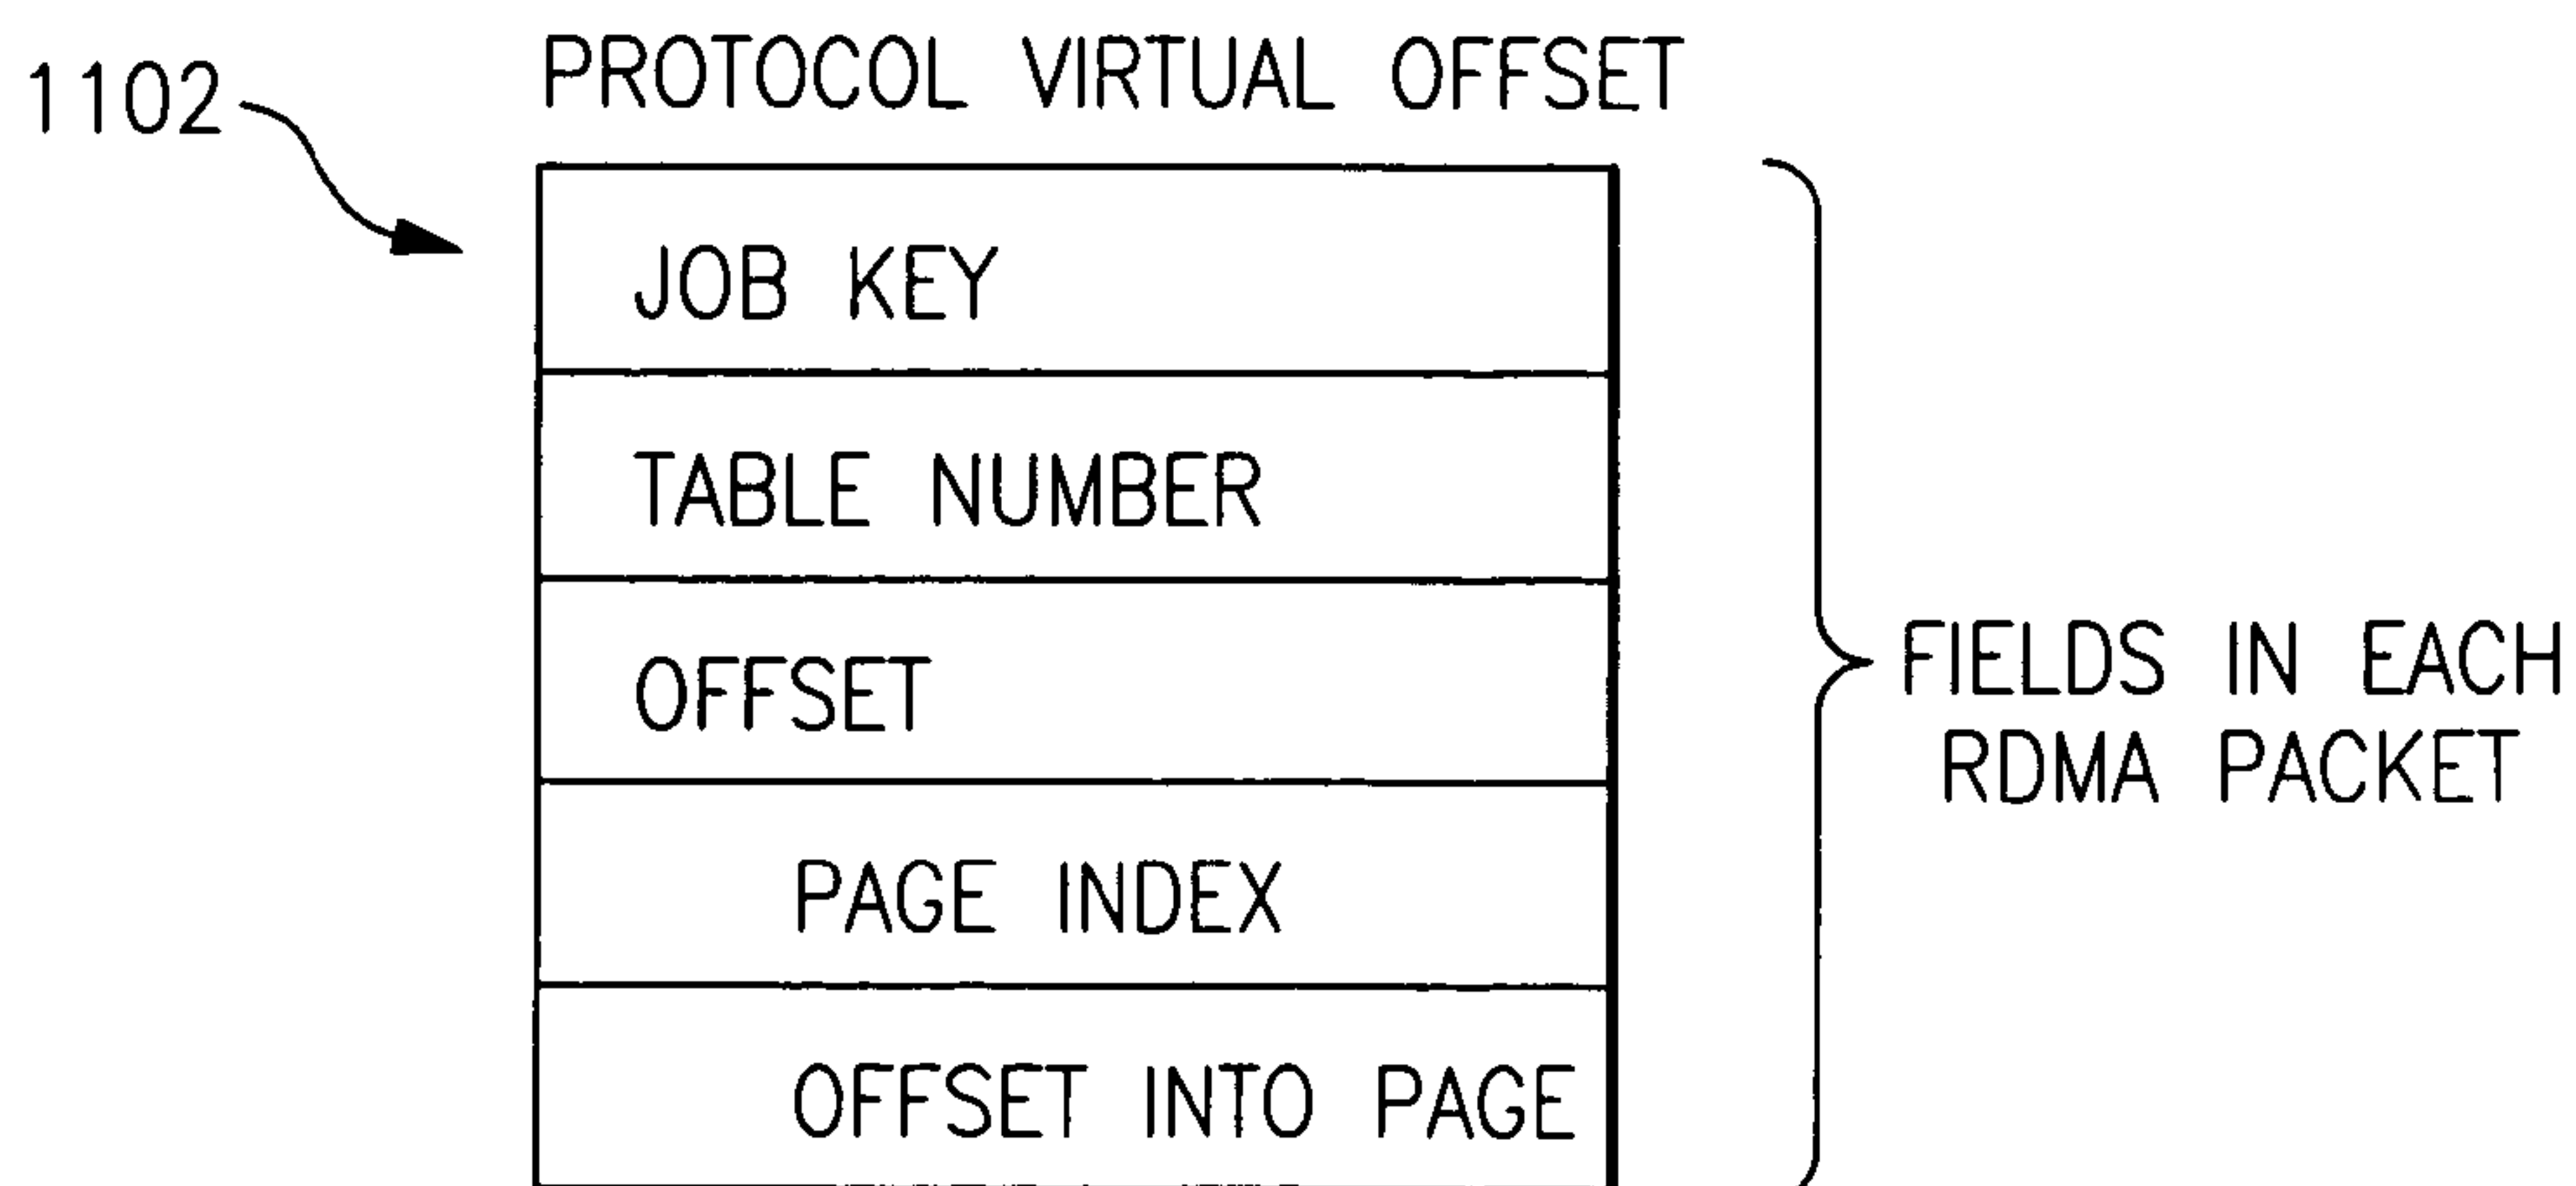 PROTOCOL VIRTUAL OFFSET
1102
JOB KEY
TABLE NUMBER
OFFSET
PAGE INDEX
OFFSET INTO PAGE
FIELDS IN EACH
RDMA PACKET